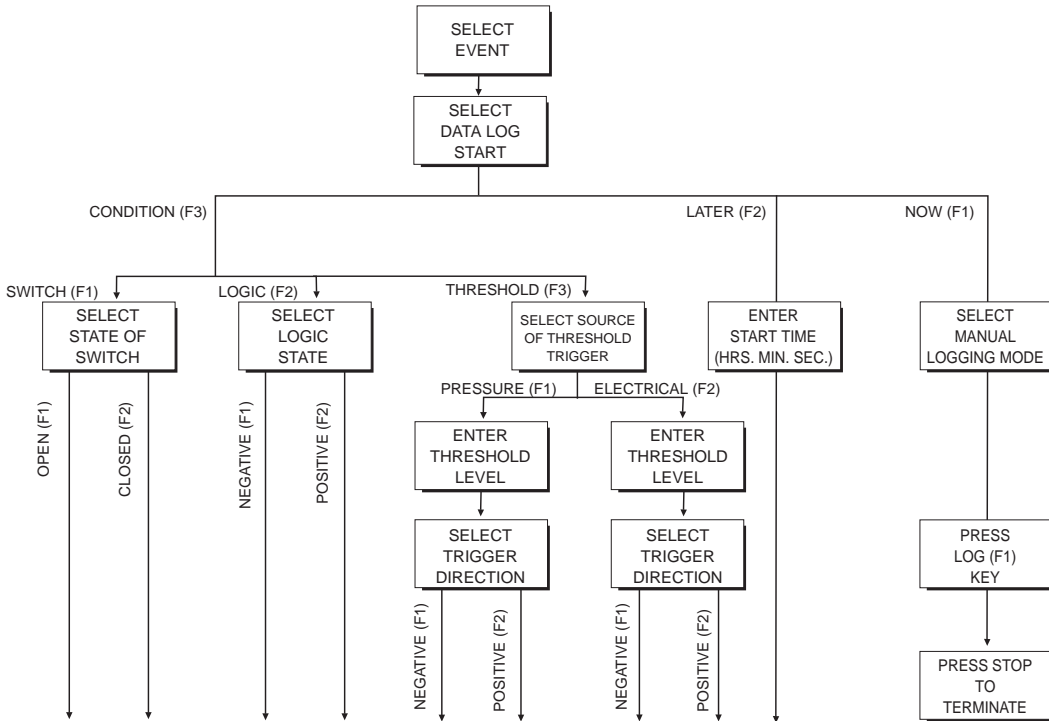 SELECT
EVENT
SELECT
DATA LOG
START
CONDITION (F3)
LATER (F2)
NOW (F1)
SWITCH (F1)
LOGIC (F2)
THRESHOLD (F3)
SELECT
STATE OF
SWITCH
SELECT
LOGIC
STATE
SELECT SOURCE
OF THRESHOLD
TRIGGER
ENTER
START TIME
(HRS. MIN. SEC.)
SELECT
MANUAL
LOGGING MODE
PRESSURE (F1)
ELECTRICAL (F2)
OPEN (F1)
CLOSED (F2)
NEGATIVE (F1)
POSITIVE (F2)
ENTER
THRESHOLD
LEVEL
ENTER
THRESHOLD
LEVEL
SELECT
TRIGGER
DIRECTION
SELECT
TRIGGER
DIRECTION
PRESS
LOG (F1)
KEY
NEGATIVE (F1)
POSITIVE (F2)
NEGATIVE (F1)
POSITIVE (F2)
PRESS STOP
TO
TERMINATE